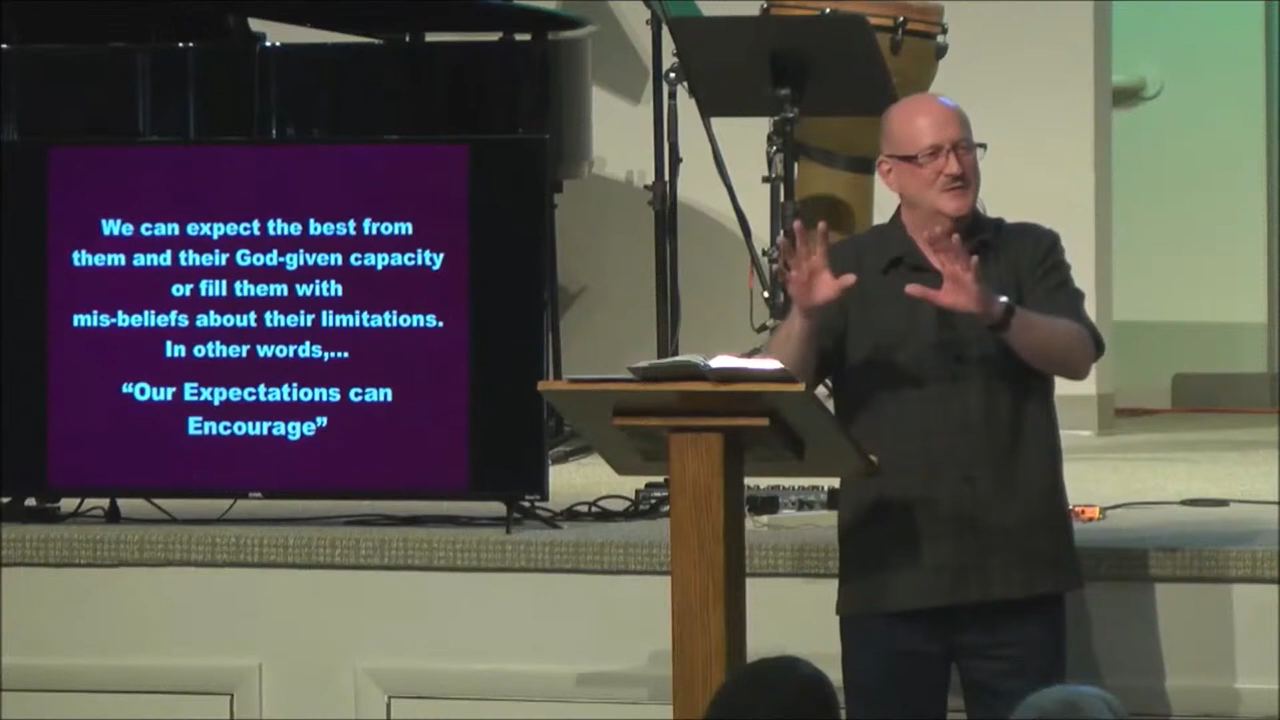 We can expect the best from
them and their God-given capacity
or fill them with
mis-beliefs about their limitations.
In other words,...
“Our Expectations can
Encourage”